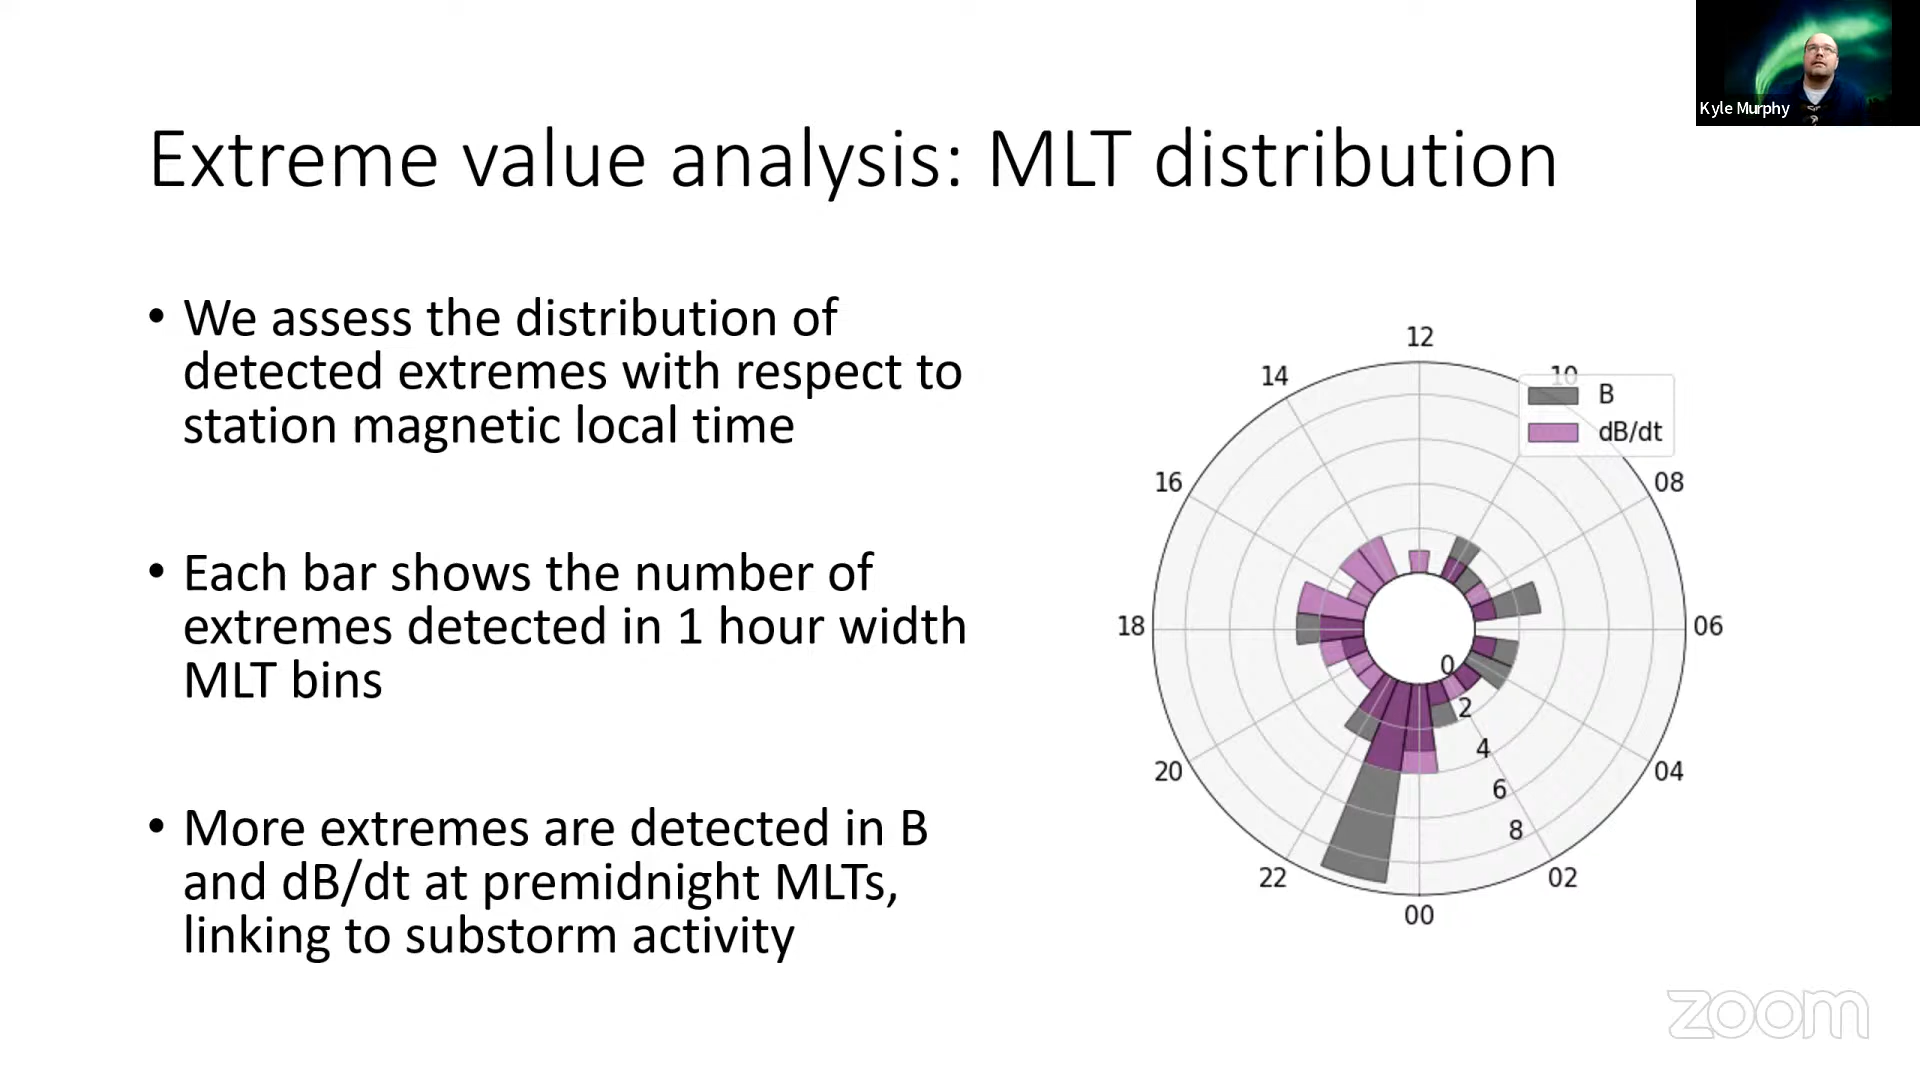 Kyle Murphy
Extreme value analysis: MLT distribution
• We assess the distribution of
detected extremes with respect to
station magnetic local time
• Each bar shows the number of
extremes detected in 1 hour width
MLT bins
• More extremes are detected in B
and dB/dt at premidnight MLTs,
linking to substorm activity
12
14
10
B
dB/dt
16
08
18
06
0
2
4
6
8
20
04
22
02
00
zoom